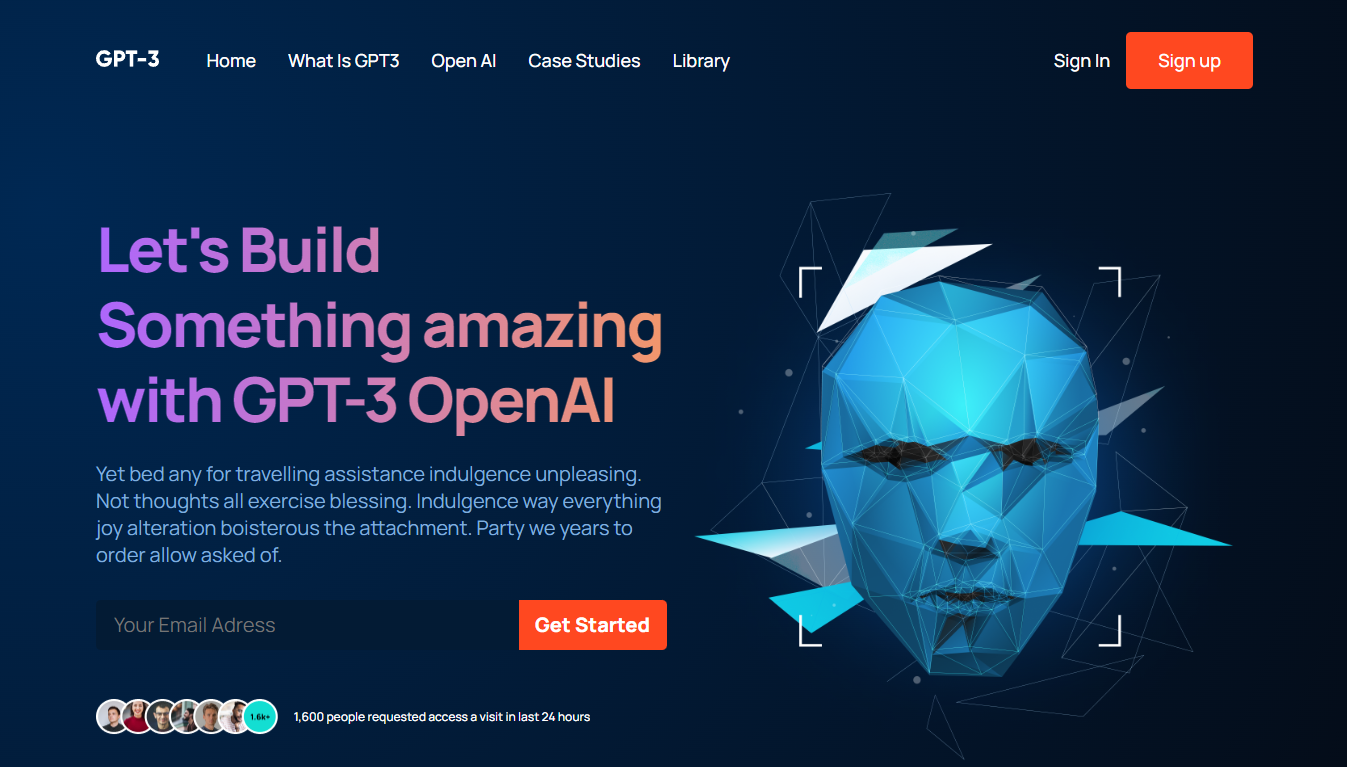 GPT-3 Home What Is GPT3 Open AI Case Studies Library Sign In Sign up
Let's Build
Something amazing
with GPT-3 OpenAI
Yet bed any for travelling assistance indulgence unpleasing.
Not thoughts all exercise blessing. Indulgence way everything
joy alteration boisterous the attachment. Party we years to
order allow asked of.
Your Email Adress Get Started
1.6k+ 1,600 people requested access a visit in last 24 hours